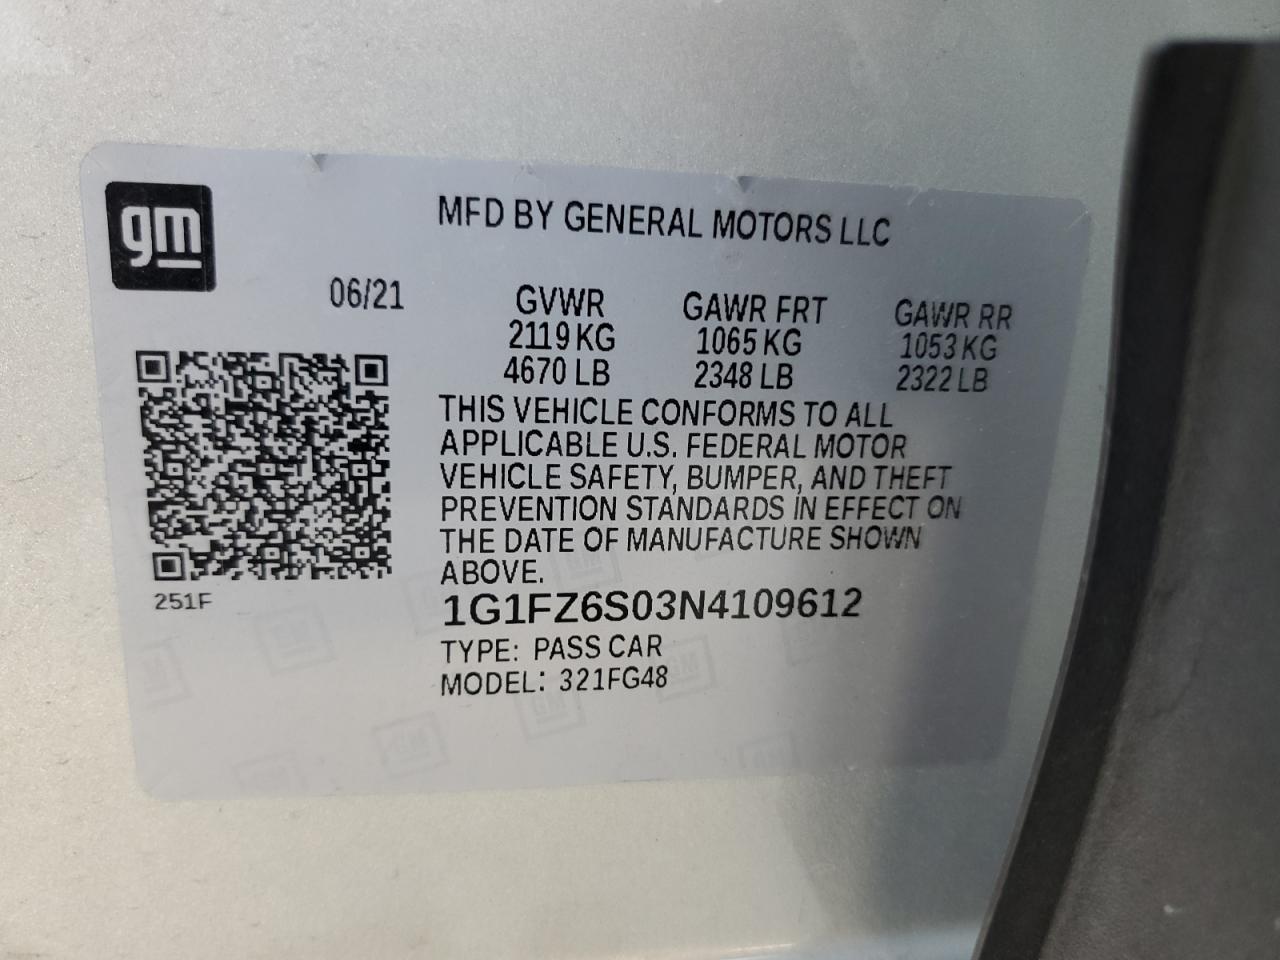 gm
MFD BY GENERAL MOTORS LLC
06/21 GVWR GAWR FRT GAWR RR
2119 KG 1065 KG 1053 KG
4670 LB 2348 LB 2322 LB
THIS VEHICLE CONFORMS TO ALL
APPLICABLE U.S. FEDERAL MOTOR
VEHICLE SAFETY, BUMPER, AND THEFT
PREVENTION STANDARDS IN EFFECT ON
THE DATE OF MANUFACTURE SHOWN
ABOVE.
251F
1G1FZ6S03N4109612
TYPE: PASS CAR
MODEL: 321FG48